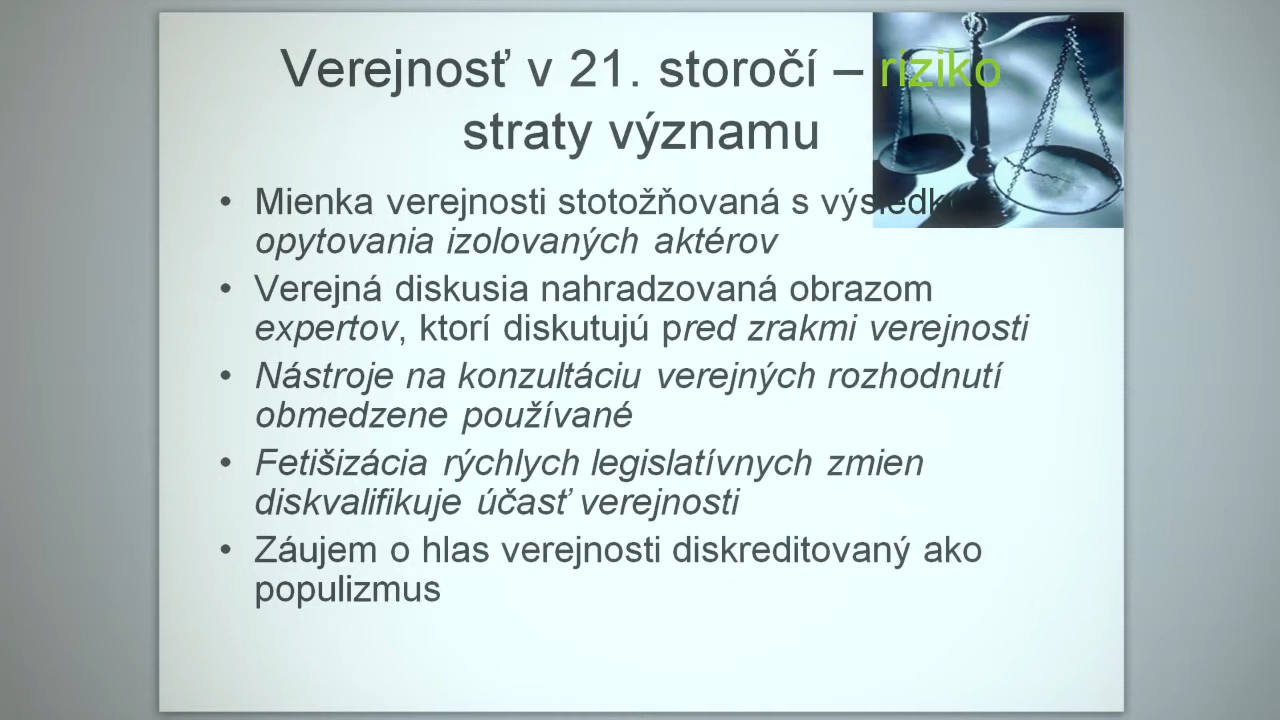 Verejnosť v 21. storočí – riziko
straty významu
• Mienka verejnosti stotožňovaná s
opytovania izolovaných aktérov
• Verejná diskusia nahradzovaná obrazom
expertov, ktorí diskutujú pred zrakmi verejnosti
• Nástroje na konzultáciu verejných rozhodnutí
obmedzene používané
• Fetišizácia rýchlych legislatívnych zmien
diskvalifikuje účasť verejnosti
• Záujem o hlas verejnosti diskreditovaný ako
populizmus